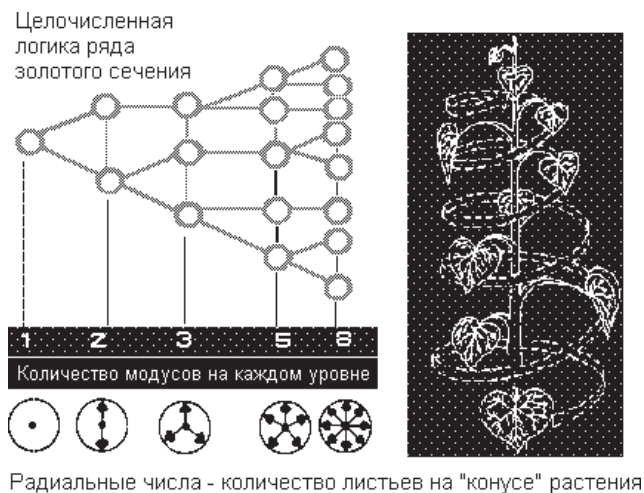 Целочисленная
логика ряда
золотого сечения
1 2 3 5 8
Количество модусов на каждом уровне
Радиальные числа - количество листьев на "конусе" растения